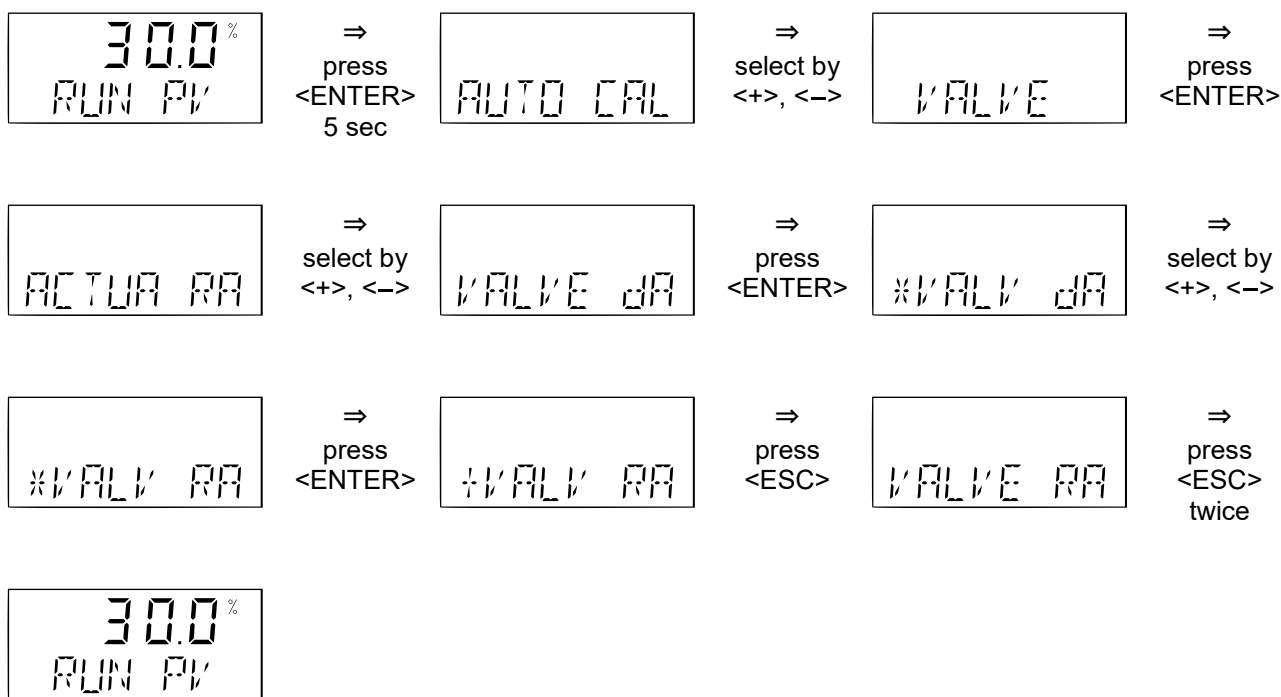 30.0 %
RUN PV
⇒
press
<ENTER>
5 sec
AUTO CAL
⇒
select by
<+>, <–>
VALVE
⇒
press
<ENTER>
ACTUA RA
⇒
select by
<+>, <–>
VALVE dA
⇒
press
<ENTER>
*VALV dA
⇒
select by
<+>, <–>
*VALV RA
⇒
press
<ENTER>
+VALV RA
⇒
press
<ESC>
VALVE RA
⇒
press
<ESC>
twice
30.0 %
RUN PV